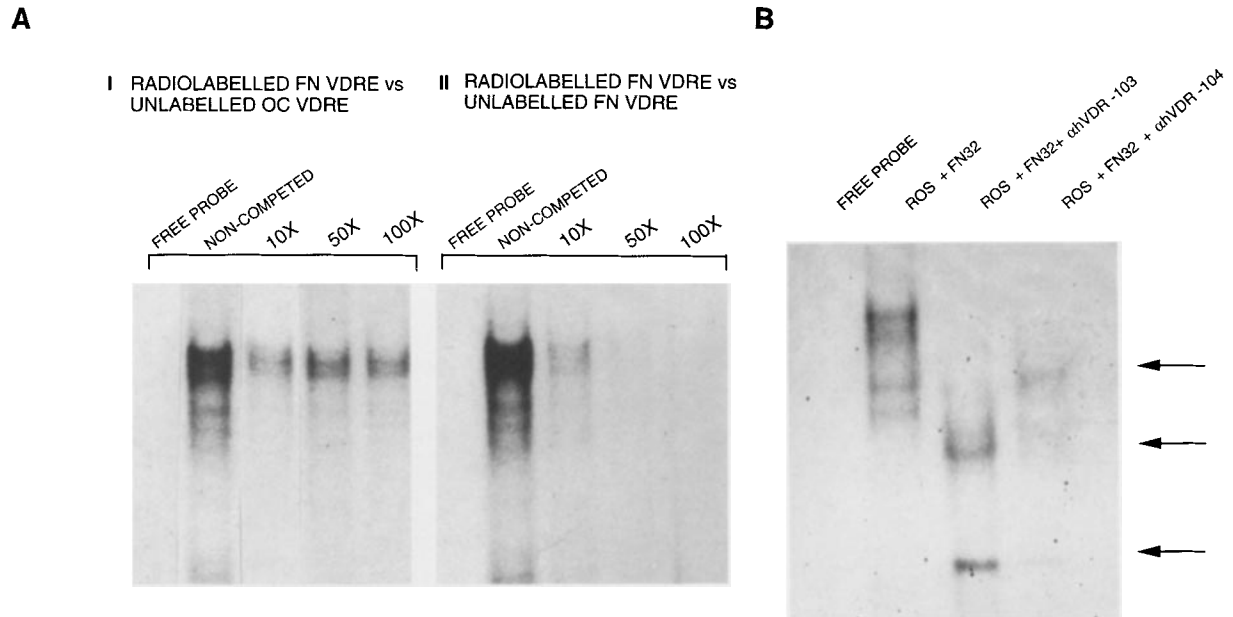 A
I RADIOLABELLED FN VDRE vs
UNLABELLED OC VDRE
FREE PROBE
NON-COMPETED
10X
50X
100X
II RADIOLABELLED FN VDRE vs
UNLABELLED FN VDRE
FREE PROBE
NON-COMPETED
10X
50X
100X
B
FREE PROBE
ROS + FN32
ROS + FN32+ αhVDR -103
ROS + FN32 + αhVDR -104